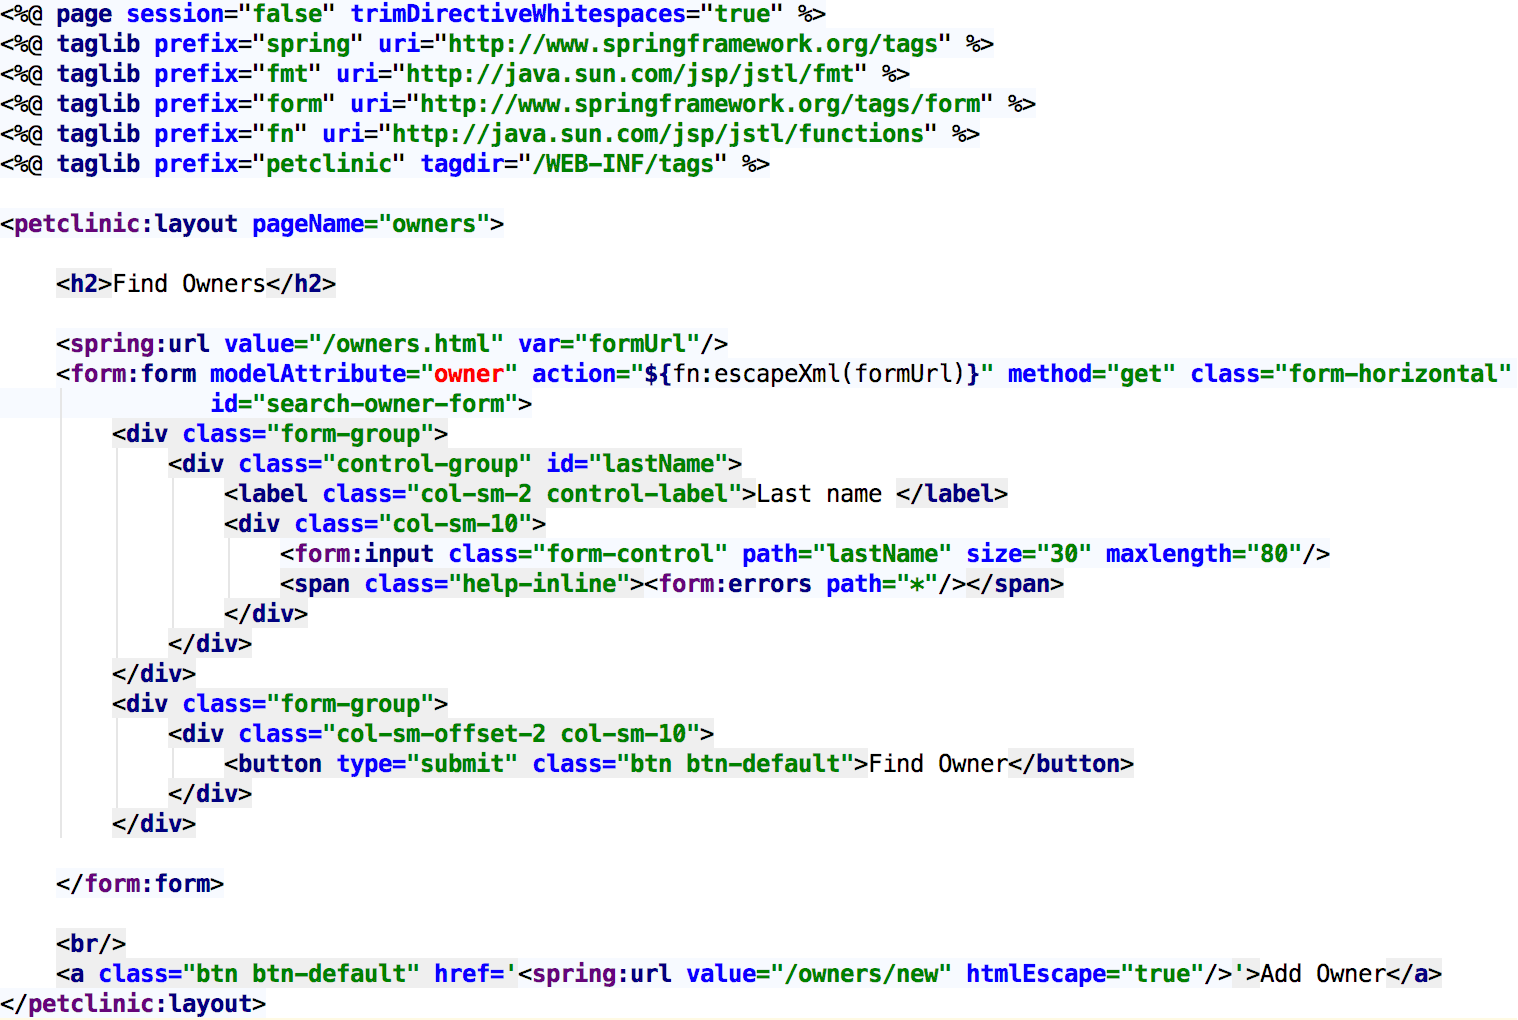 <%@ page session="false" trimDirectiveWhitespaces="true" %>
<%@ taglib prefix="spring" uri="http://www.springframework.org/tags" %>
<%@ taglib prefix="fmt" uri="http://java.sun.com/jsp/jstl/fmt" %>
<%@ taglib prefix="form" uri="http://www.springframework.org/tags/form" %>
<%@ taglib prefix="fn" uri="http://java.sun.com/jsp/jstl/functions" %>
<%@ taglib prefix="petclinic" tagdir="/WEB-INF/tags" %>

<petclinic:layout pageName="owners">

    <h2>Find Owners</h2>

    <spring:url value="/owners.html" var="formUrl"/>
    <form:form modelAttribute="owner" action="${fn:escapeXml(formUrl)}" method="get" class="form-horizontal"
               id="search-owner-form">
        <div class="form-group">
            <div class="control-group" id="lastName">
                <label class="col-sm-2 control-label">Last name </label>
                <div class="col-sm-10">
                    <form:input class="form-control" path="lastName" size="30" maxlength="80"/>
                    <span class="help-inline"><form:errors path="*"/></span>
                </div>
            </div>
        </div>
        <div class="form-group">
            <div class="col-sm-offset-2 col-sm-10">
                <button type="submit" class="btn btn-default">Find Owner</button>
            </div>
        </div>

    </form:form>

    <br/>
    <a class="btn btn-default" href='<spring:url value="/owners/new" htmlEscape="true"/>'>Add Owner</a>
</petclinic:layout>